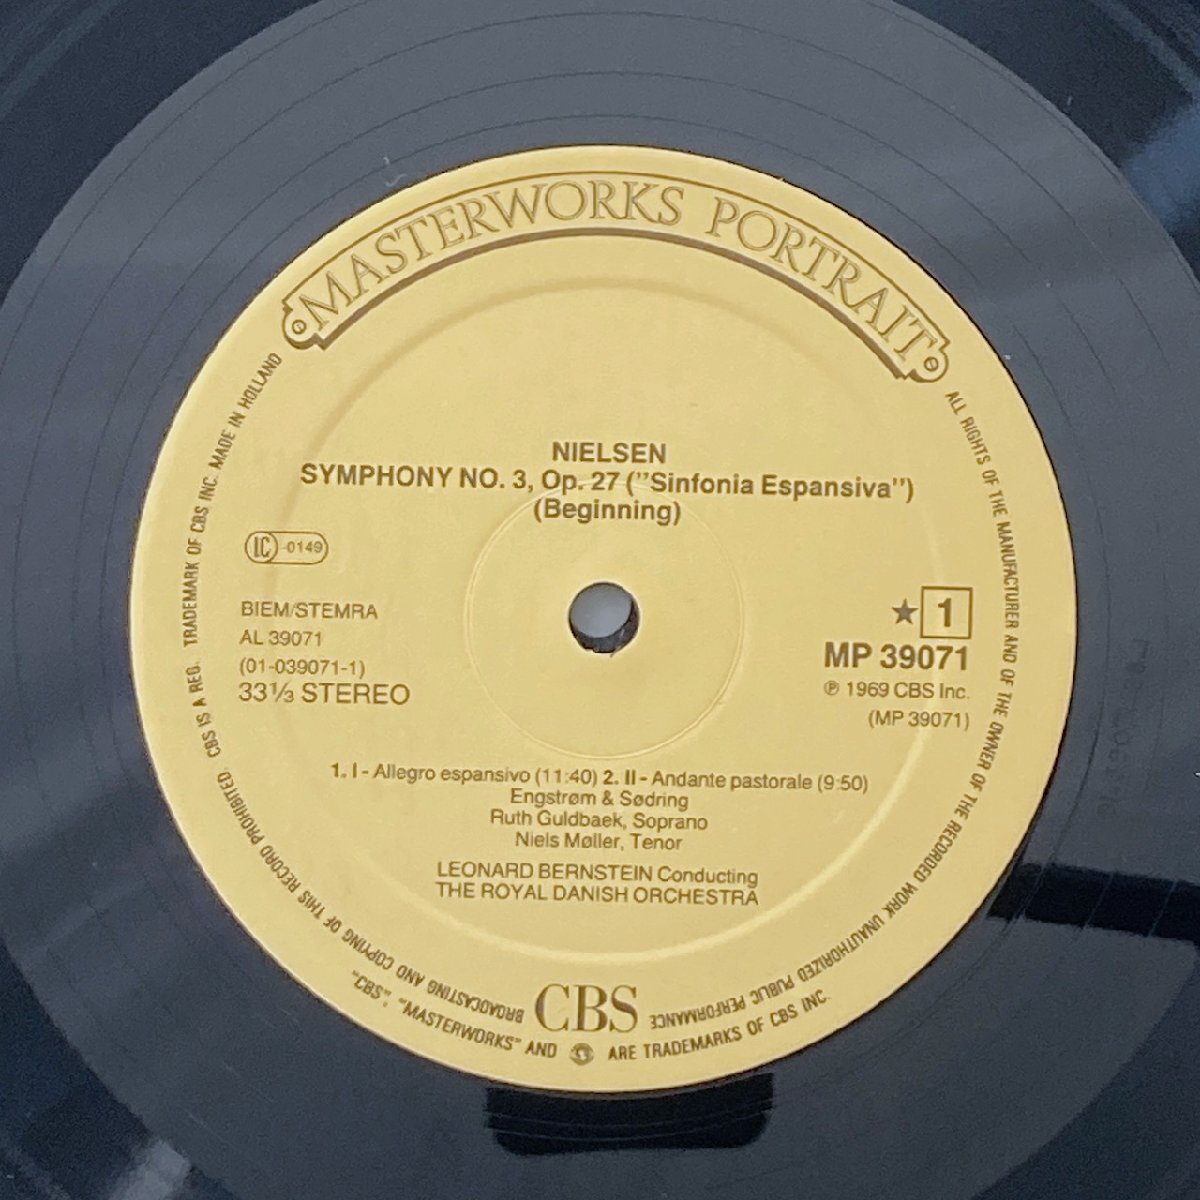 MASTERWORKS PORTRAIT
NIELSEN
SYMPHONY NO. 3, Op. 27 ("Sinfonia Espansiva")
(Beginning)
LC -0149
BIEM/STEMRA
AL 39071
(01-039071-1)
33⅓ STEREO
★ 1
MP 39071
℗ 1969 CBS Inc.
(MP 39071)
1. I - Allegro espansivo (11:40) 2. II - Andante pastorale (9:50)
Engstrøm & Sødring
Ruth Guldbaek, Soprano
Niels Møller, Tenor
LEONARD BERNSTEIN Conducting
THE ROYAL DANISH ORCHESTRA
CBS
ALL RIGHTS OF THE MANUFACTURER AND OF THE OWNER OF THE RECORDED WORK UNAUTHORIZED PUBLIC PERFORMANCE BROADCASTING AND COPYING OF THIS RECORD PROHIBITED. CBS IS A REG. TRADEMARK OF CBS INC. MADE IN HOLLAND
"CBS", "MASTERWORKS" AND ARE TRADEMARKS OF CBS INC.